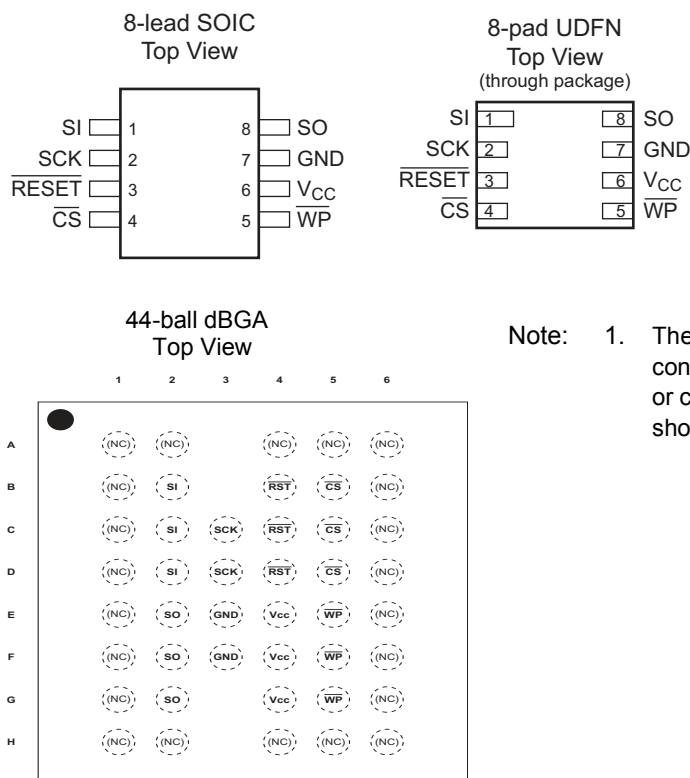 8-lead SOIC
Top View
SI 1 8 SO
SCK 2 7 GND
RESET 3 6 VCC
CS 4 5 WP
8-pad UDFN
Top View
(through package)
SI 1 8 SO
SCK 2 7 GND
RESET 3 6 VCC
CS 4 5 WP
44-ball dBGA
Top View
1 2 3 4 5 6
A (NC) (NC) (NC) (NC) (NC)
B (NC) SI RST CS (NC)
C (NC) SI SCK RST CS (NC)
D (NC) SI SCK RST CS (NC)
E (NC) SO GND Vcc WP (NC)
F (NC) SO GND Vcc WP (NC)
G (NC) SO Vcc WP (NC)
H (NC) (NC) (NC) (NC) (NC)
Note: 1. The
con
or c
sho